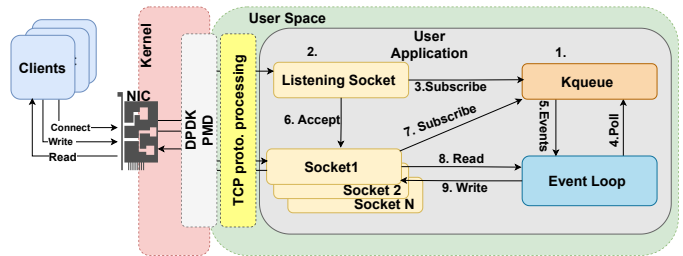 User Space
Kernel
User
Application
2.
1.
Clients
Listening Socket
Kqueue
3.Subscribe
NIC
DPDK
PMD
TCP proto. processing
Connect
Write
Read
6. Accept
7. Subscribe
5.Events
4.Poll
Socket1
Socket 2
Socket N
8. Read
9. Write
Event Loop